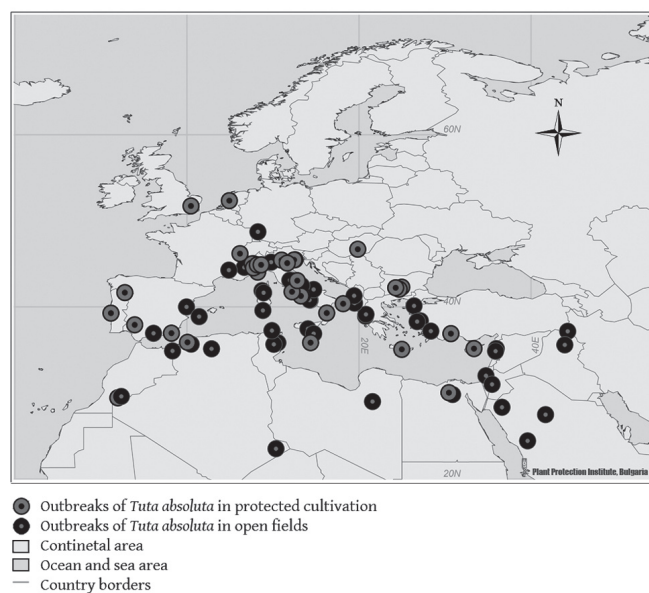 N
60N
40N
20E
40E
20N
Plant Protection Institute, Bulgaria
Outbreaks of Tuta absoluta in protected cultivation
Outbreaks of Tuta absoluta in open fields
Continetal area
Ocean and sea area
Country borders